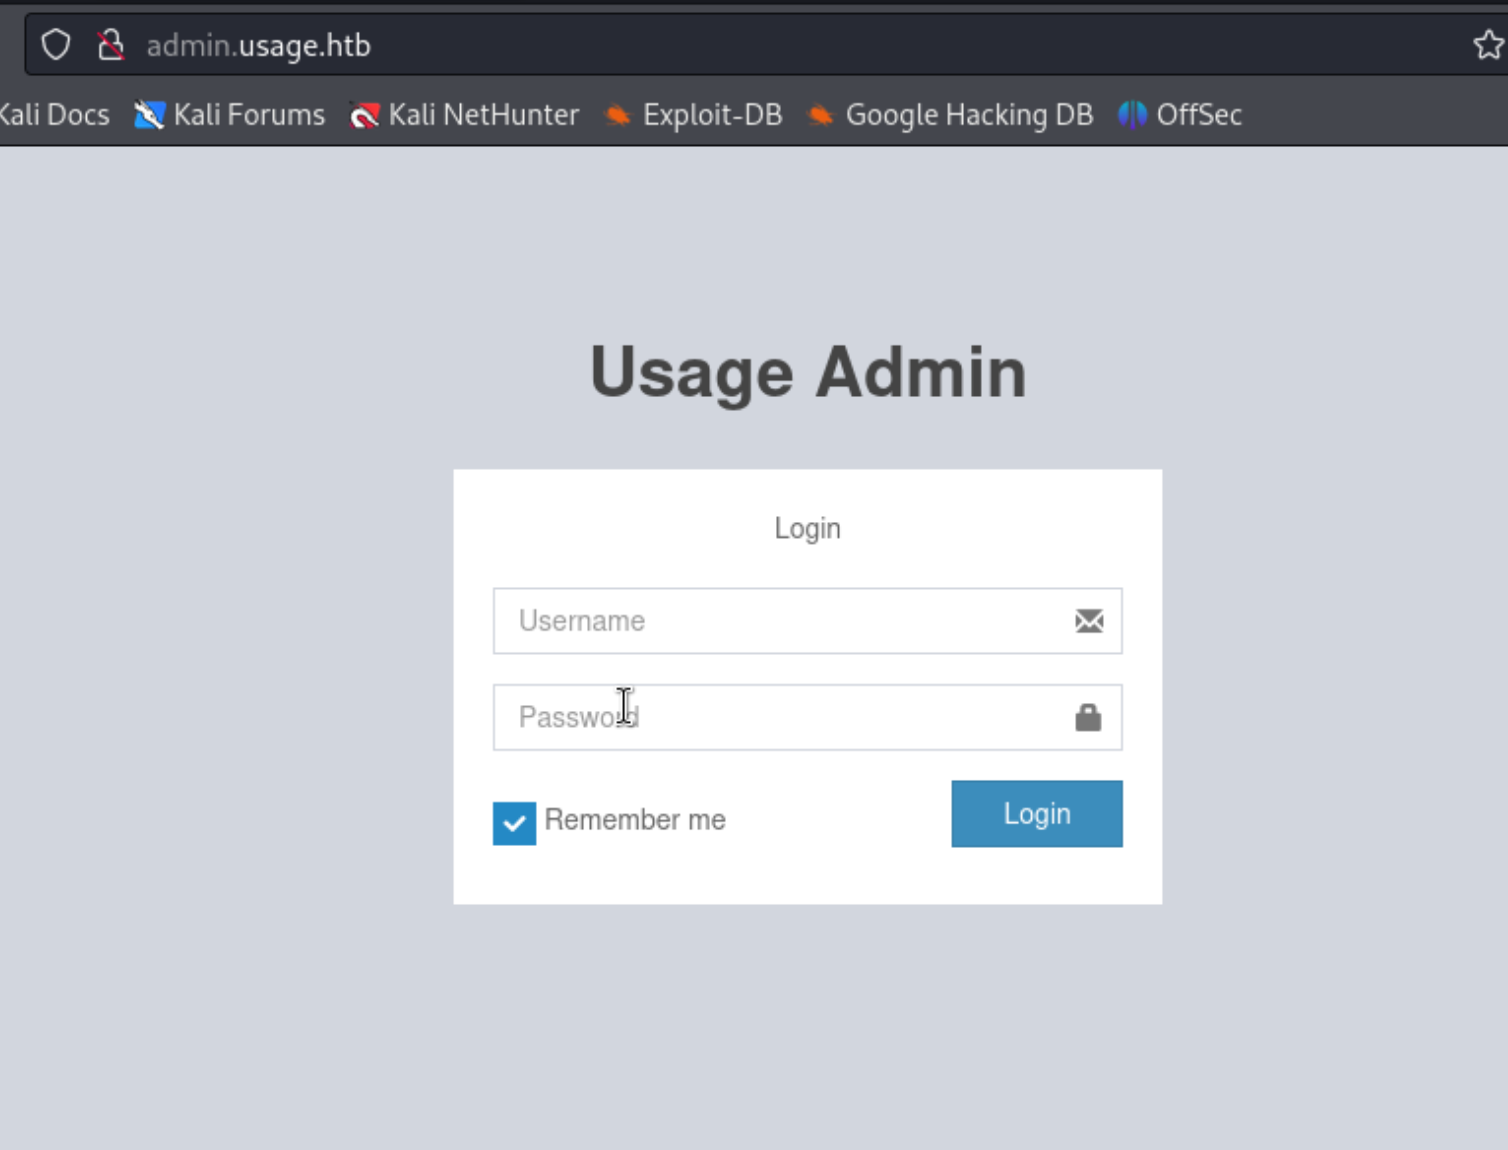 admin.usage.htb
Kali Docs Kali Forums Kali NetHunter Exploit-DB Google Hacking DB OffSec
Usage Admin
Login
Username
Password
Remember me Login